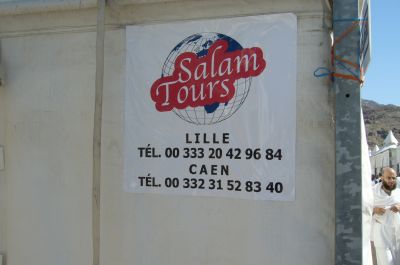 Salam
Tours
LILLE
TÉL. 00 333 20 42 96 84
CAEN
TÉL. 00 332 31 52 83 40